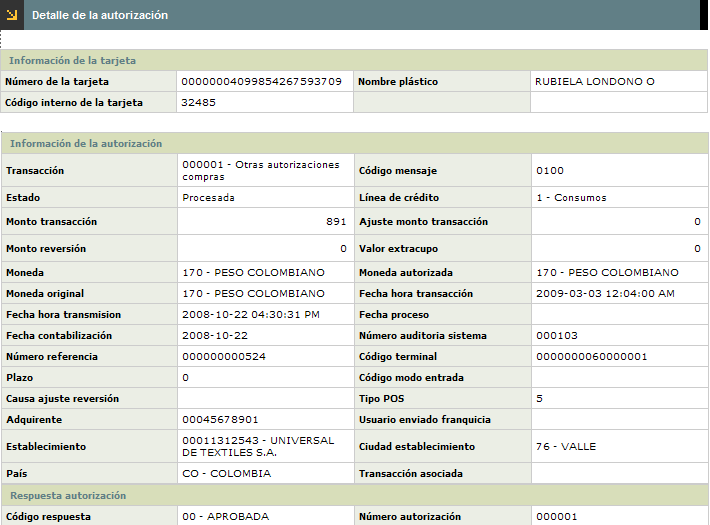 Detalle de la autorización
Información de la tarjeta
Número de la tarjeta 00000004099854267593709 Nombre plástico RUBIELA LONDONO O
Código interno de la tarjeta 32485
Información de la autorización
Transacción 000001 - Otras autorizaciones compras Código mensaje 0100
Estado Procesada Línea de crédito 1 - Consumos
Monto transacción 891 Ajuste monto transacción 0
Monto reversión 0 Valor extracupo 0
Moneda 170 - PESO COLOMBIANO Moneda autorizada 170 - PESO COLOMBIANO
Moneda original 170 - PESO COLOMBIANO Fecha hora transacción 2009-03-03 12:04:00 AM
Fecha hora transmision 2008-10-22 04:30:31 PM Fecha proceso
Fecha contabilización 2008-10-22 Número auditoria sistema 000103
Número referencia 000000000524 Código terminal 0000000060000001
Plazo 0 Código modo entrada
Causa ajuste reversión Tipo POS 5
Adquirente 00045678901 Usuario enviado franquicia
Establecimiento 00011312543 - UNIVERSAL DE TEXTILES S.A. Ciudad establecimiento 76 - VALLE
País CO - COLOMBIA Transacción asociada
Respuesta autorización
Código respuesta 00 - APROBADA Número autorización 000001